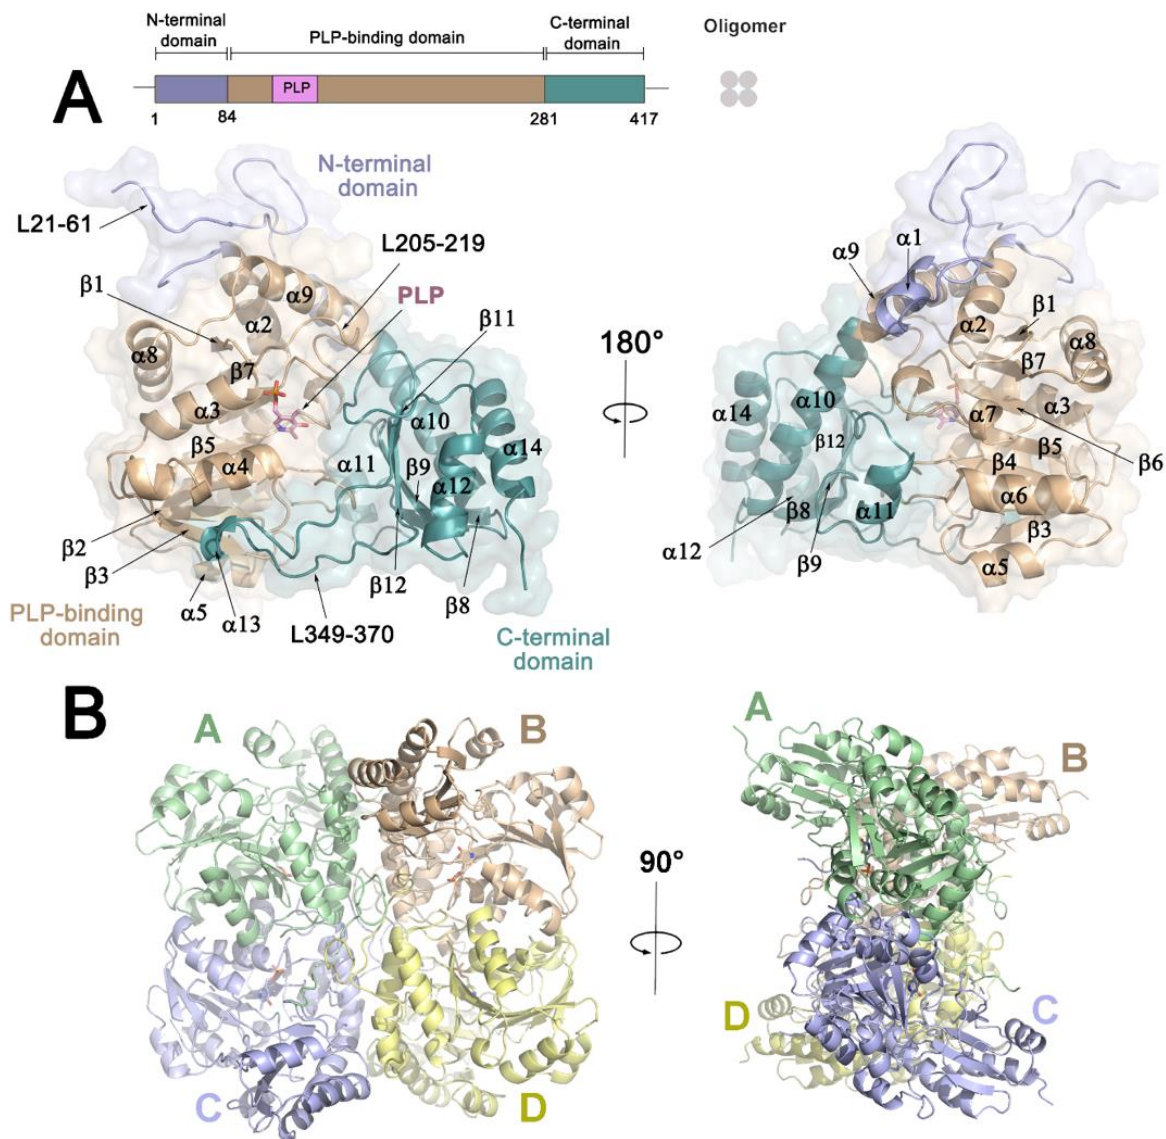 N-terminal domain
PLP-binding domain
C-terminal domain
Oligomer
A
PLP
1
84
281
417
N-terminal
domain
L21-61
L205-219
β1
α9
α2
PLP
β11
α8
β7
α3
α10
β5
α4
α11
β9
α14
α12
β2
β3
α5
α13
β12
β8
PLP-binding
domain
L349-370
C-terminal
domain
180°
α9
α1
β1
α2
β7
α8
α14
α10
α7
α3
β12
β4
β5
β6
β8
α6
α11
α12
β9
β3
α5
B
A
B
C
D
90°
A
B
D
C